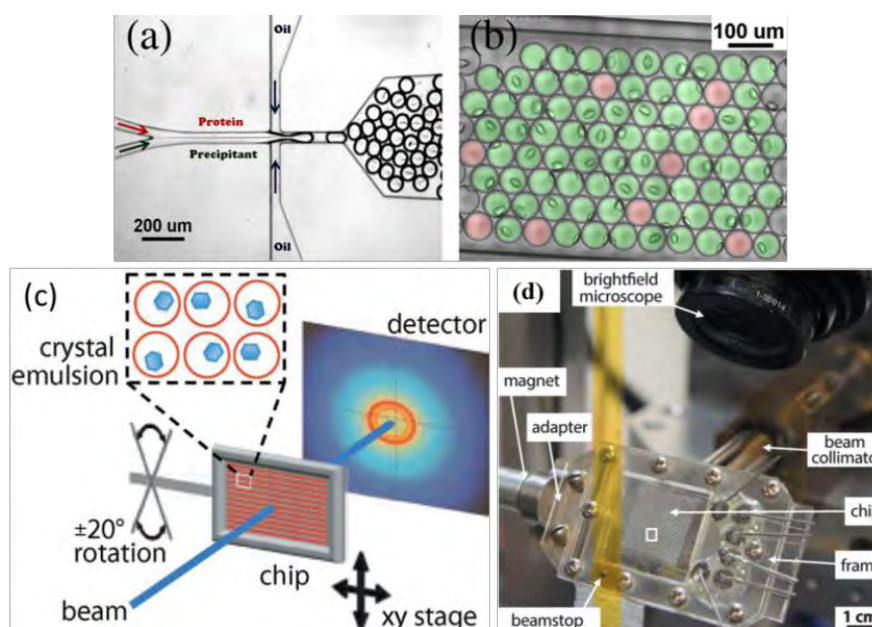 (a)
Oil
Protein
Precipitant
200 um
Oil
(b)
100 um
(c)
crystal
emulsion
detector
±20°
rotation
chip
beam
xy stage
(d)
brightfield
microscope
magnet
adapter
beam
collimato
chi
fram
beamstop
1 cm